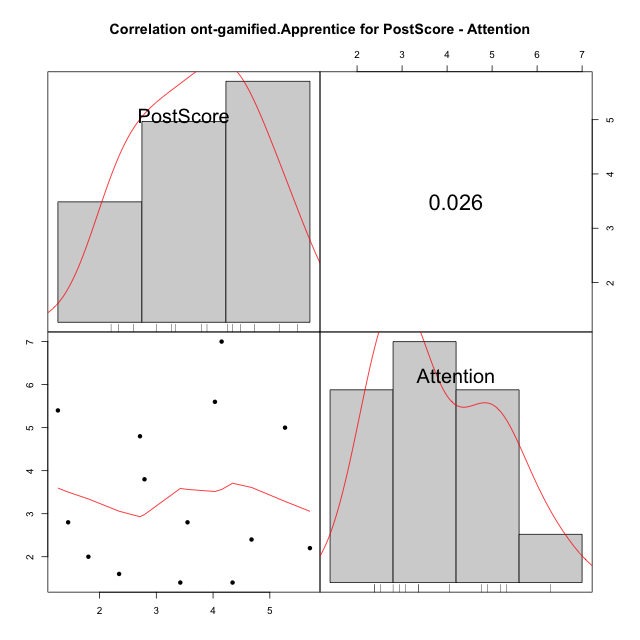 Correlation ont-gamified.Apprentice for PostScore - Attention
2 3 4 5 6 7
PostScore
5
4
3
2
0.026
7
6
5
4
3
2
Attention
2 3 4 5